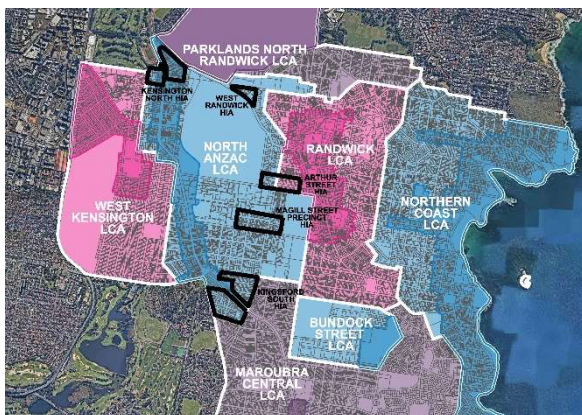 PARKLANDS NORTH
RANDWICK LCA
KENSINGTON
NORTH HIA
WEST
RANDWICK
HIA
NORTH
ANZAC
LCA
RANDWICK
LCA
ARTHUR
STREET
HIA
WEST
KENSINGTON
LCA
MAGILL STREET
PRECINCT
HIA
NORTHERN
COAST LCA
KINGSFORD
SOUTH
HIA
BUNDOCK
STREET
LCA
MAROUBRA
CENTRAL
LCA